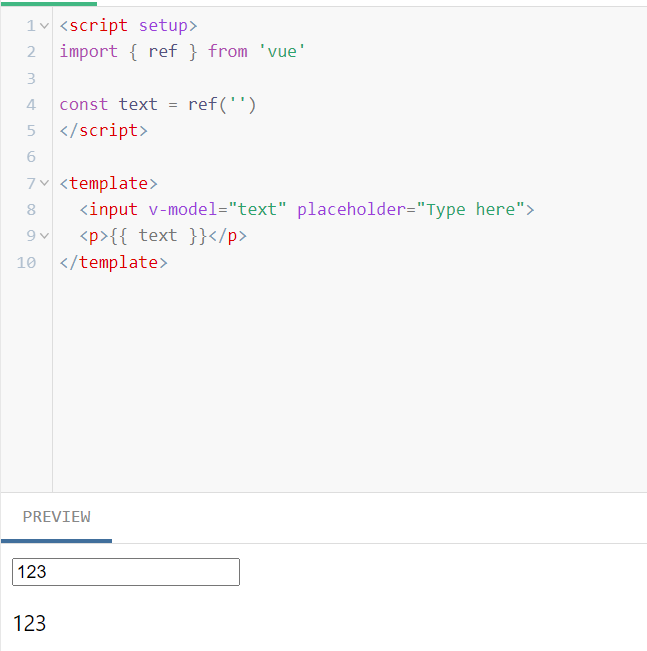 1 <script setup>
2 import { ref } from 'vue'
3
4 const text = ref('')
5 </script>
6
7 <template>
8   <input v-model="text" placeholder="Type here">
9   <p>{{ text }}</p>
10 </template>
PREVIEW
123
123